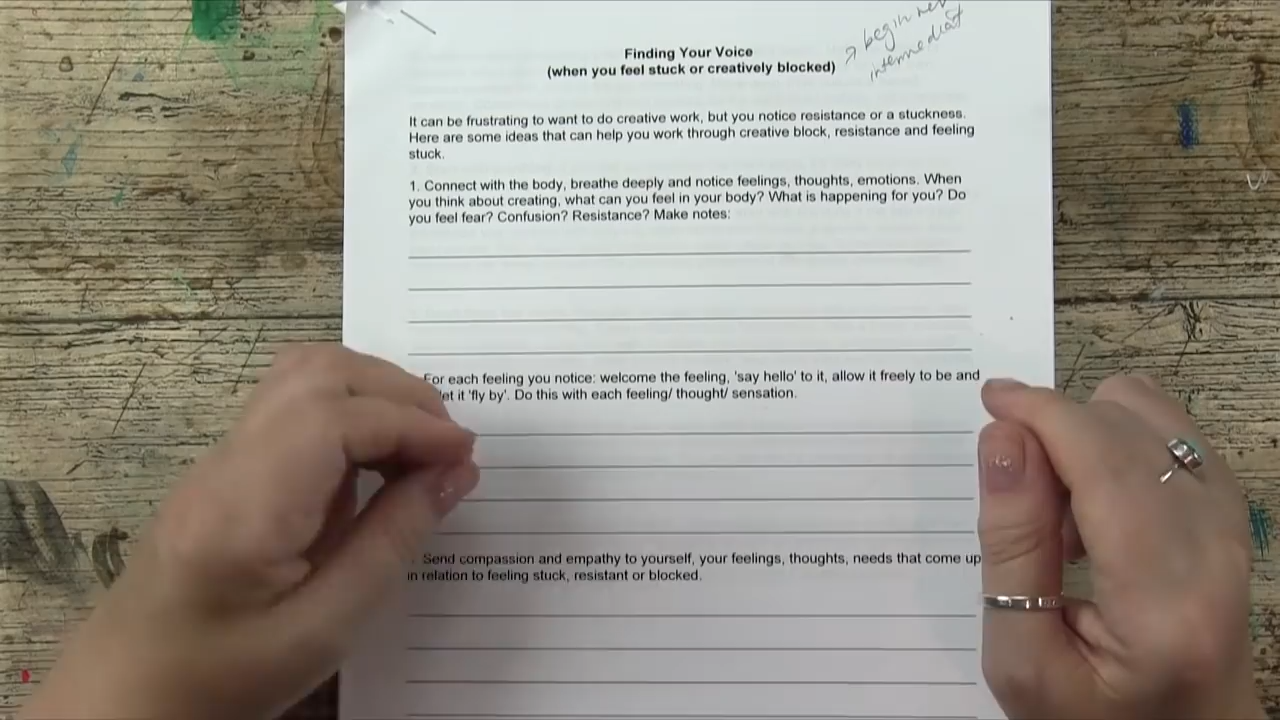 Finding Your Voice
(when you feel stuck or creatively blocked)
→ beginner
intermediat
It can be frustrating to want to do creative work, but you notice resistance or a stuckness.
Here are some ideas that can help you work through creative block, resistance and feeling
stuck.
1. Connect with the body, breathe deeply and notice feelings, thoughts, emotions. When
you think about creating, what can you feel in your body? What is happening for you? Do
you feel fear? Confusion? Resistance? Make notes:
For each feeling you notice: welcome the feeling, 'say hello' to it, allow it freely to be and
let it 'fly by'. Do this with each feeling/ thought/ sensation.
Send compassion and empathy to yourself, your feelings, thoughts, needs that come up
in relation to feeling stuck, resistant or blocked.